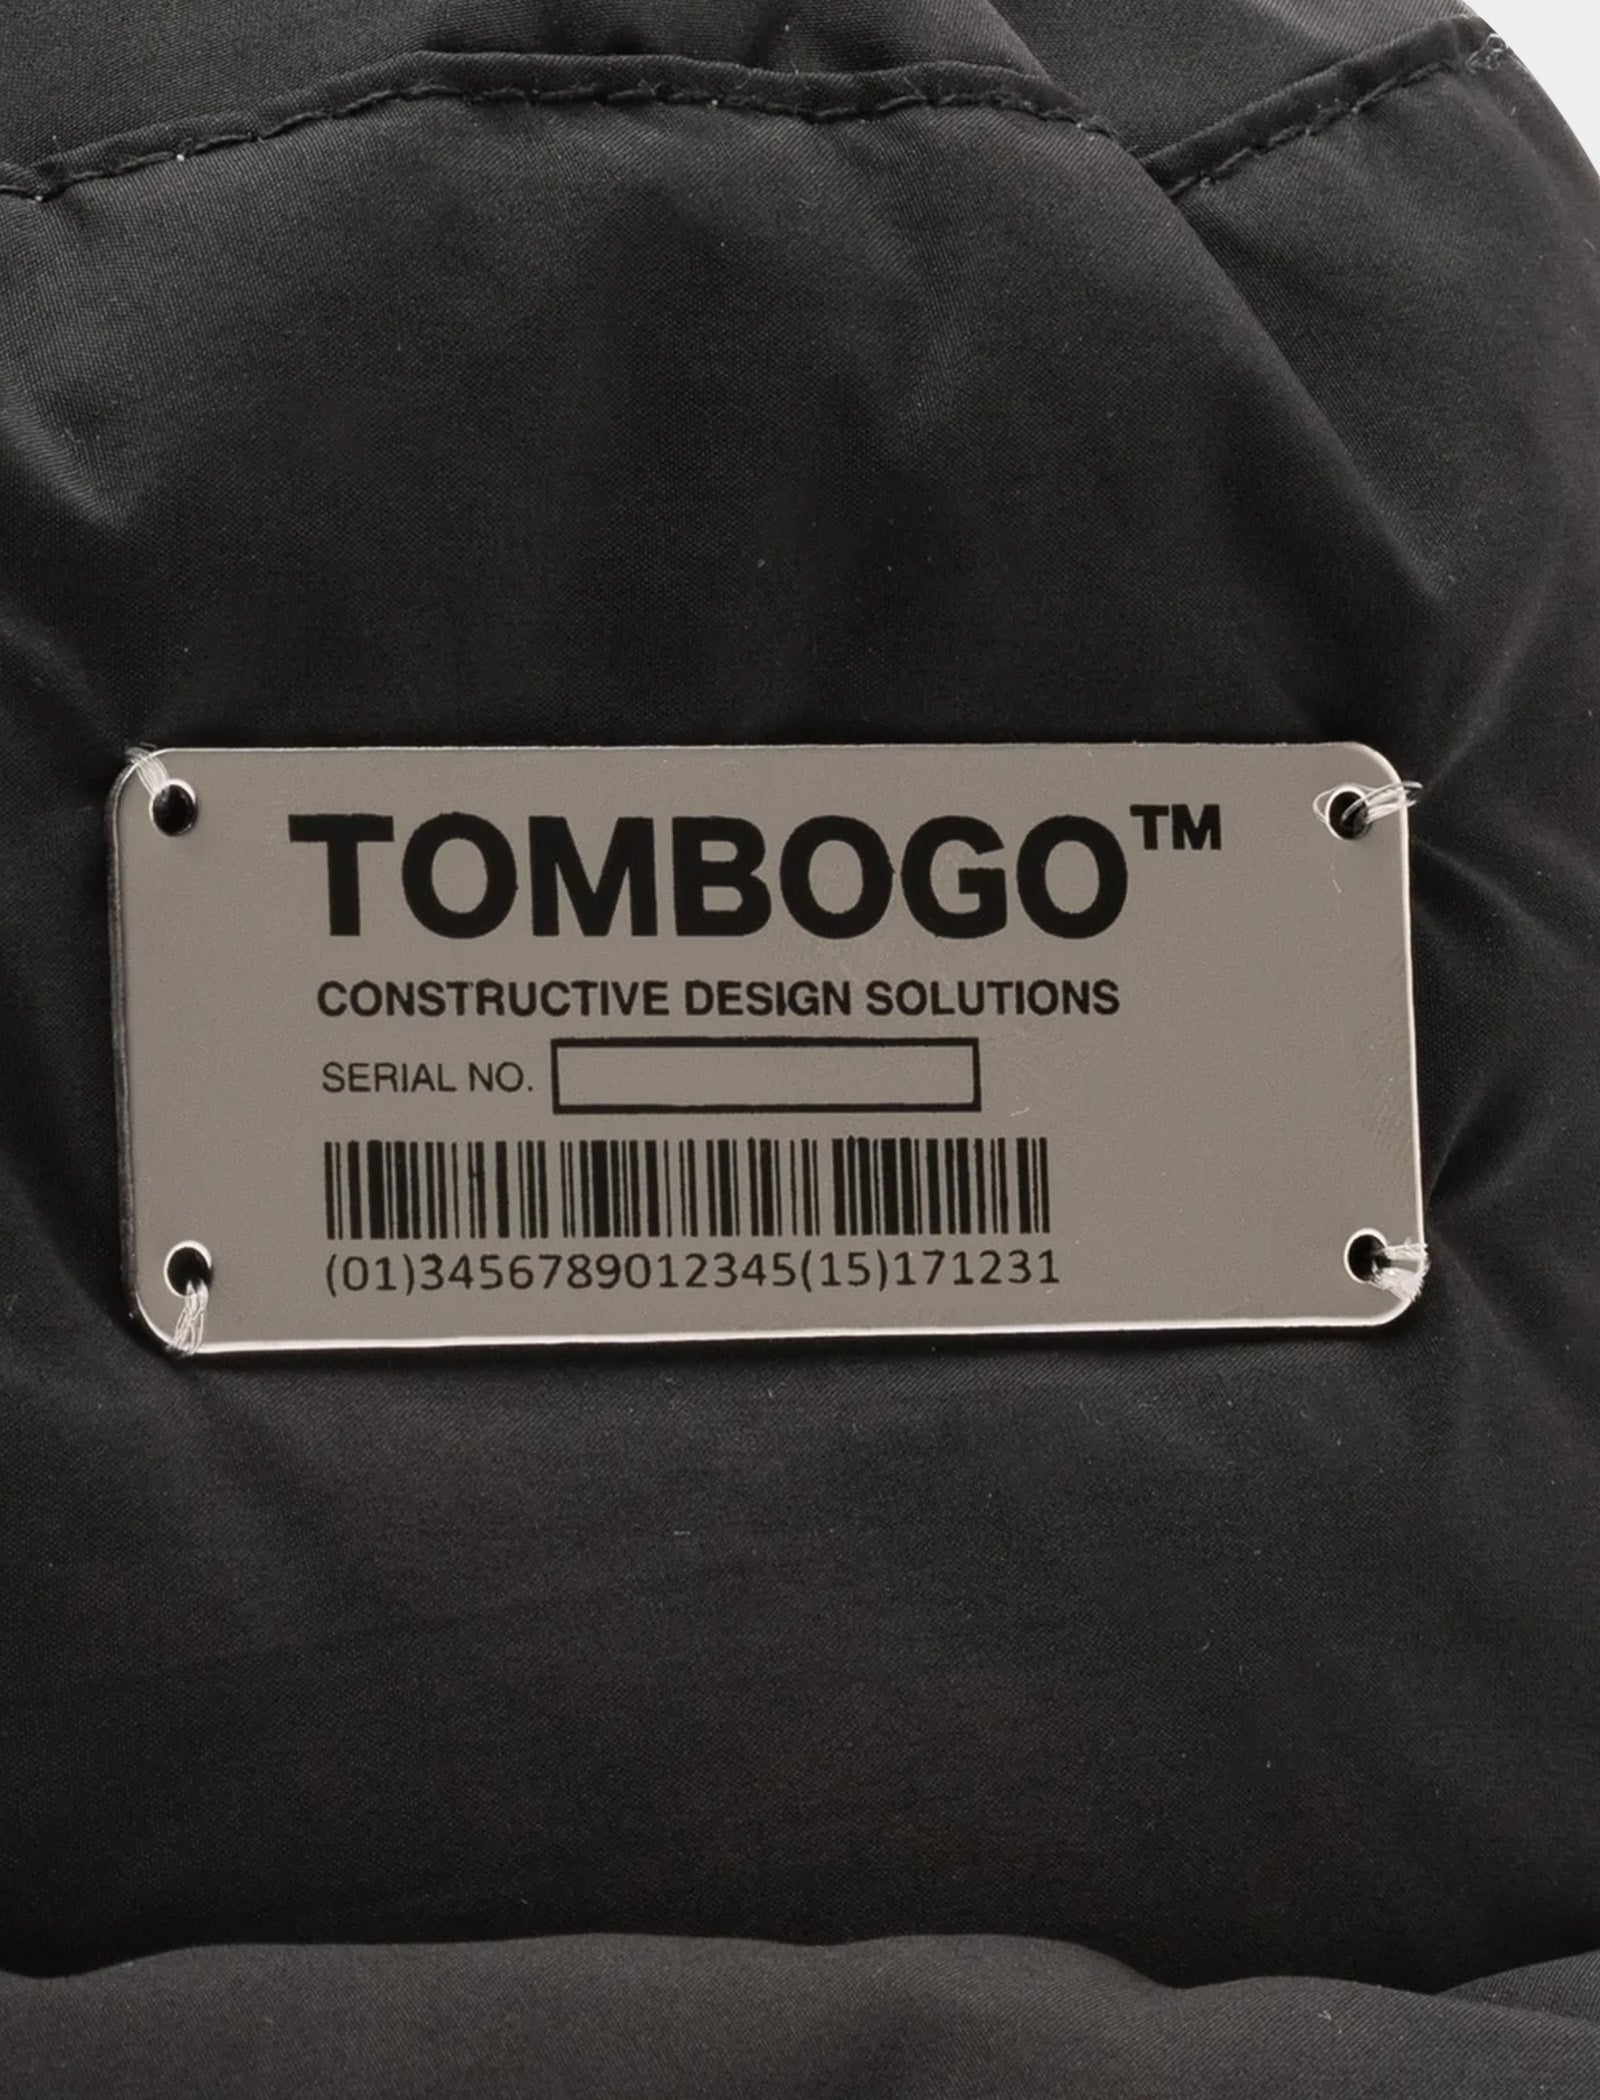 TOMBOGO™
CONSTRUCTIVE DESIGN SOLUTIONS
SERIAL NO.
(01)3456789012345(15)171231